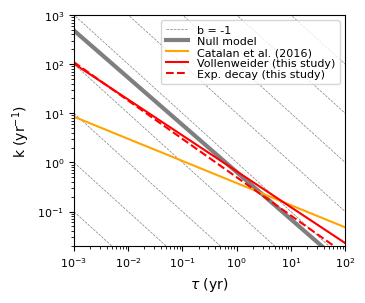 b = -1
Null model
Catalan et al. (2016)
Vollenweider (this study)
Exp. decay (this study)
k (yr⁻¹)
10³
10²
10¹
10⁰
10⁻¹
10⁻³ 10⁻² 10⁻¹ 10⁰ 10¹ 10²
τ (yr)